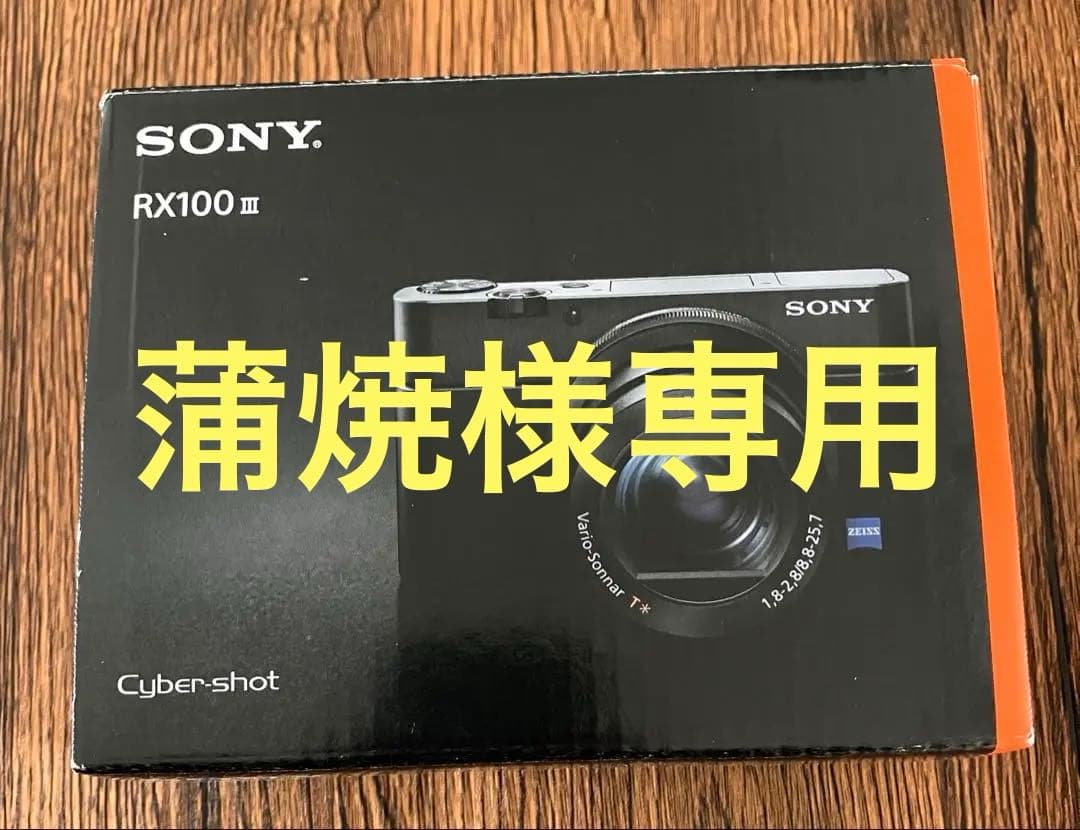 SONY®
RX100 III
SONY
蒲焼様専用
ZEISS
Vario-Sonnar T* 1,8-2,8/8,8-25,7
Cyber-shot